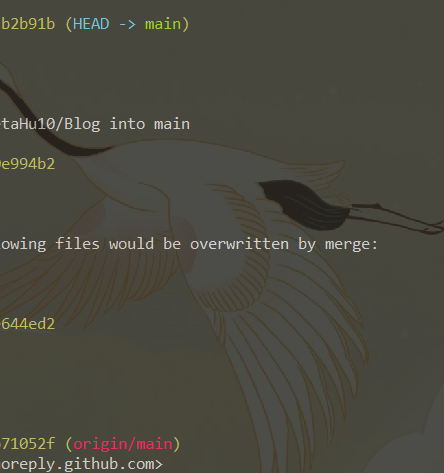 b2b91b (HEAD -> main)
taHu10/Blog into main
e994b2
owing files would be overwritten by merge:
644ed2
71052f (origin/main)
oreply.github.com>